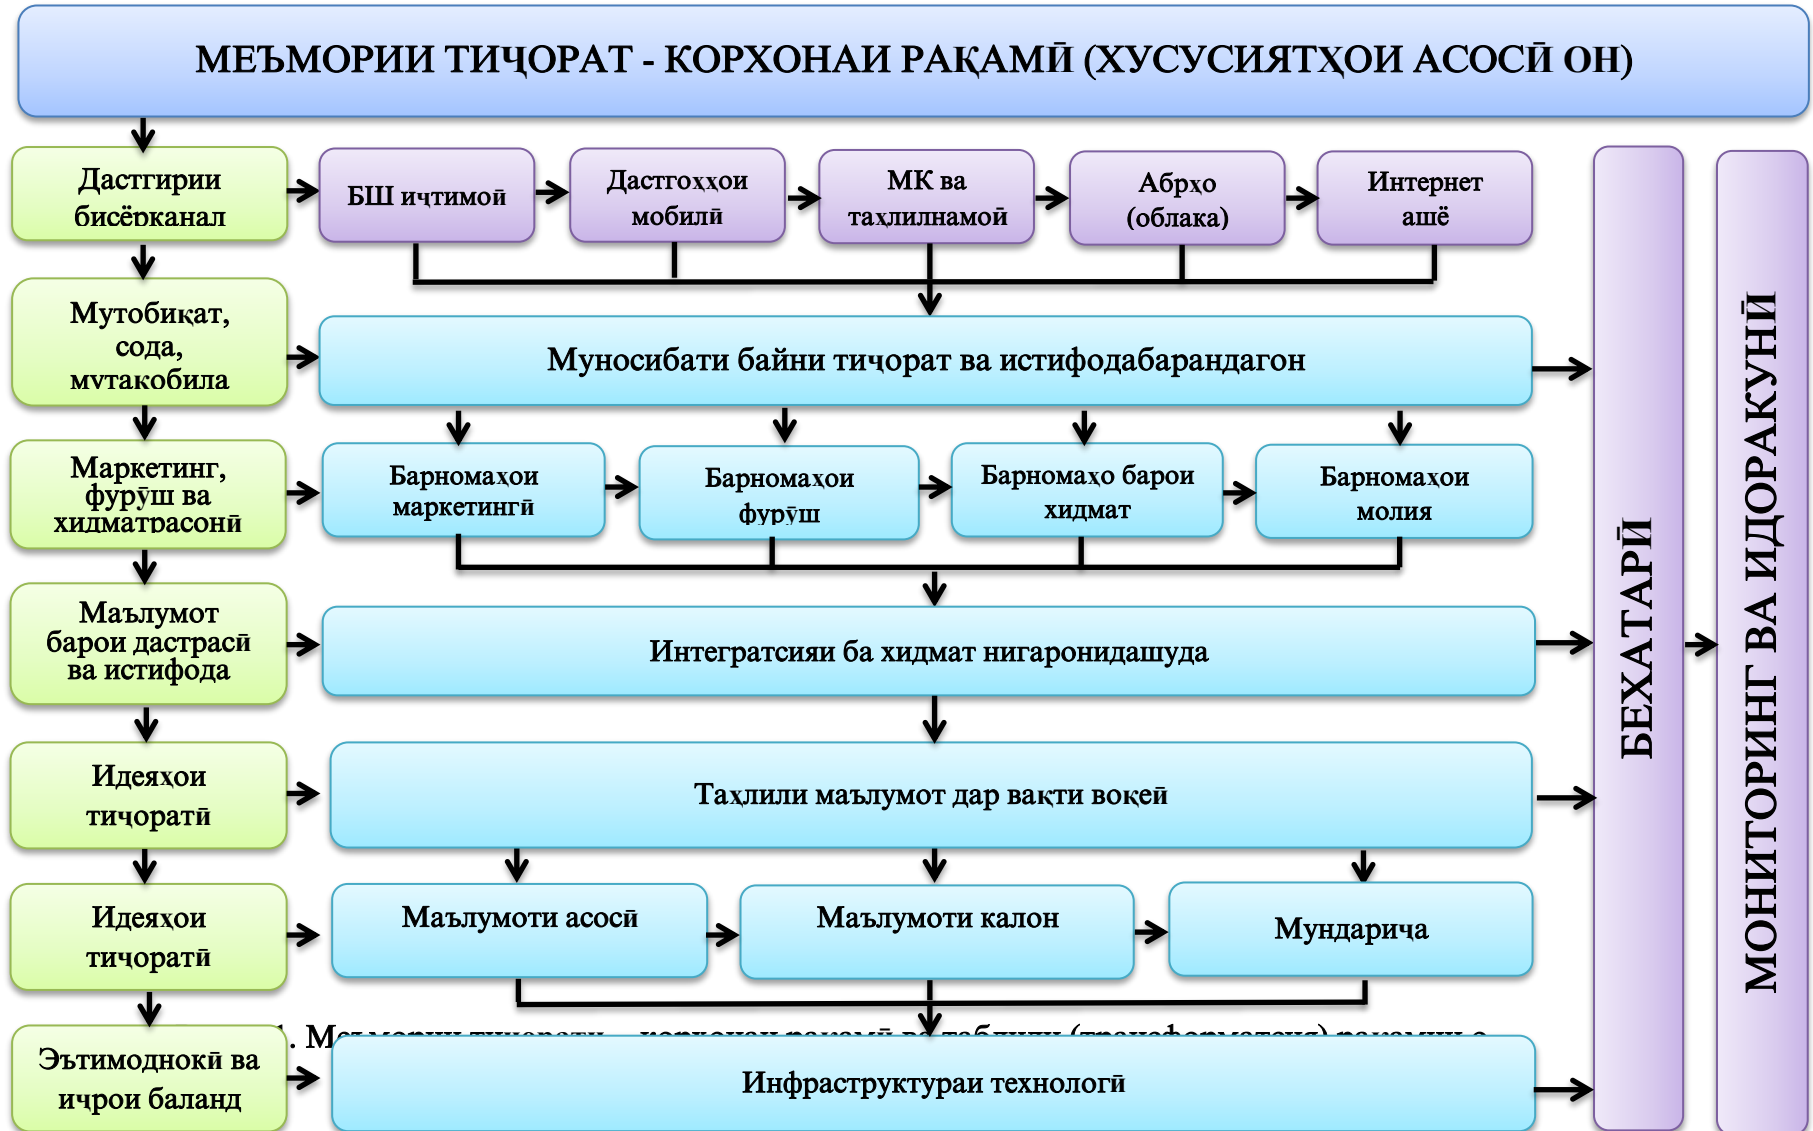 МЕЪМОРИИ ТИҶОРАТ - КОРХОНАИ РАҚАМӢ (ХУСУСИЯТҲОИ АСОСӢ ОН)
Дастгирии
бисёрканал
БШ иҷтимоӣ
Дастгоҳҳои
мобилӣ
МК ва
таҳлилнамоӣ
Абрҳо
(облака)
Интернет
ашё
Мутобиқат,
сода,
мутақобила
Муносибати байни тиҷорат ва истифодабарандагон
Маркетинг,
фурӯш ва
хидматрасонӣ
Барномаҳои
маркетингӣ
Барномаҳои
фурӯш
Барномаҳо барои
хидмат
Барномаҳои
молия
Маълумот
барои дастрасӣ
ва истифода
Интегратсияи ба хидмат нигаронидашуда
Идеяҳои
тиҷоратӣ
Таҳлили маълумот дар вақти воқеӣ
Идеяҳои
тиҷоратӣ
Маълумоти асосӣ
Маълумоти калон
Мундариҷа
Эътимоднокӣ ва
иҷрои баланд
Инфраструктураи технологӣ
БЕХАТАРӢ
МОНИТОРИНГ ВА ИДОРАКУНӢ